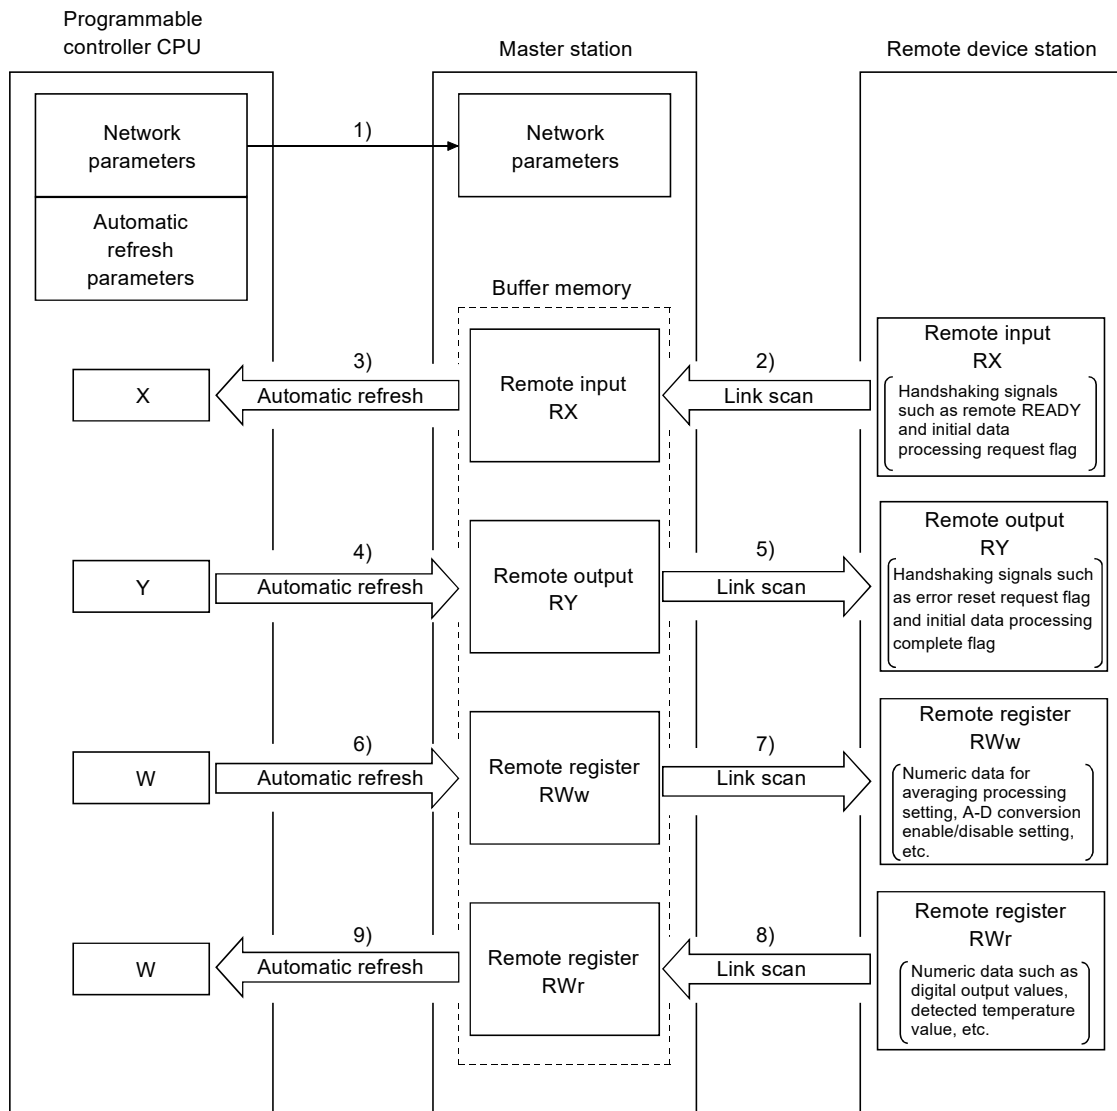 Programmable
controller CPU
Master station
Remote device station
Network
parameters
1)
Network
parameters
Automatic
refresh
parameters
Buffer memory
X
3)
Automatic refresh
Remote input
RX
2)
Link scan
Remote input
RX
Handshaking signals
such as remote READY
and initial data
processing request flag
Y
4)
Automatic refresh
Remote output
RY
5)
Link scan
Remote output
RY
Handshaking signals such
as error reset request flag
and initial data processing
complete flag
W
6)
Automatic refresh
Remote register
RWw
7)
Link scan
Remote register
RWw
Numeric data for
averaging processing
setting, A-D conversion
enable/disable setting,
etc.
W
9)
Automatic refresh
Remote register
RWr
8)
Link scan
Remote register
RWr
Numeric data such as
digital output values,
detected temperature
value, etc.